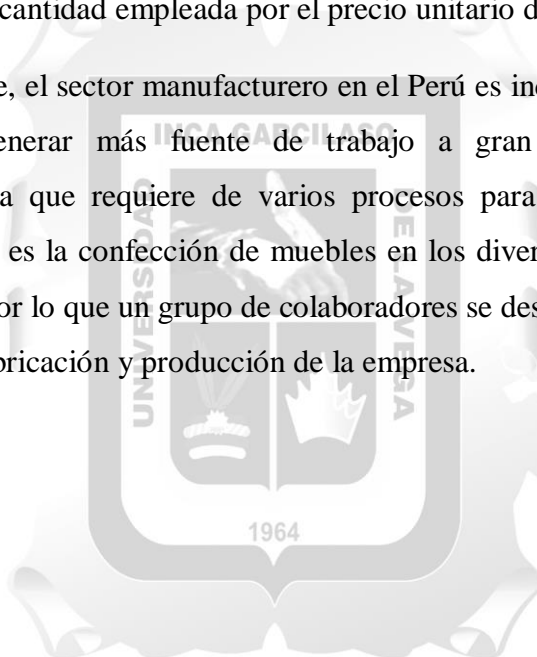 cantidad empleada por el precio unitario d
e, el sector manufacturero en el Perú es in
enerar más fuente de trabajo a gran
a que requiere de varios procesos para
es la confección de muebles en los diver
or lo que un grupo de colaboradores se des
bricación y producción de la empresa.
UNIVERSIDAD
INCA GARCILASO
DE LA VEGA
1964